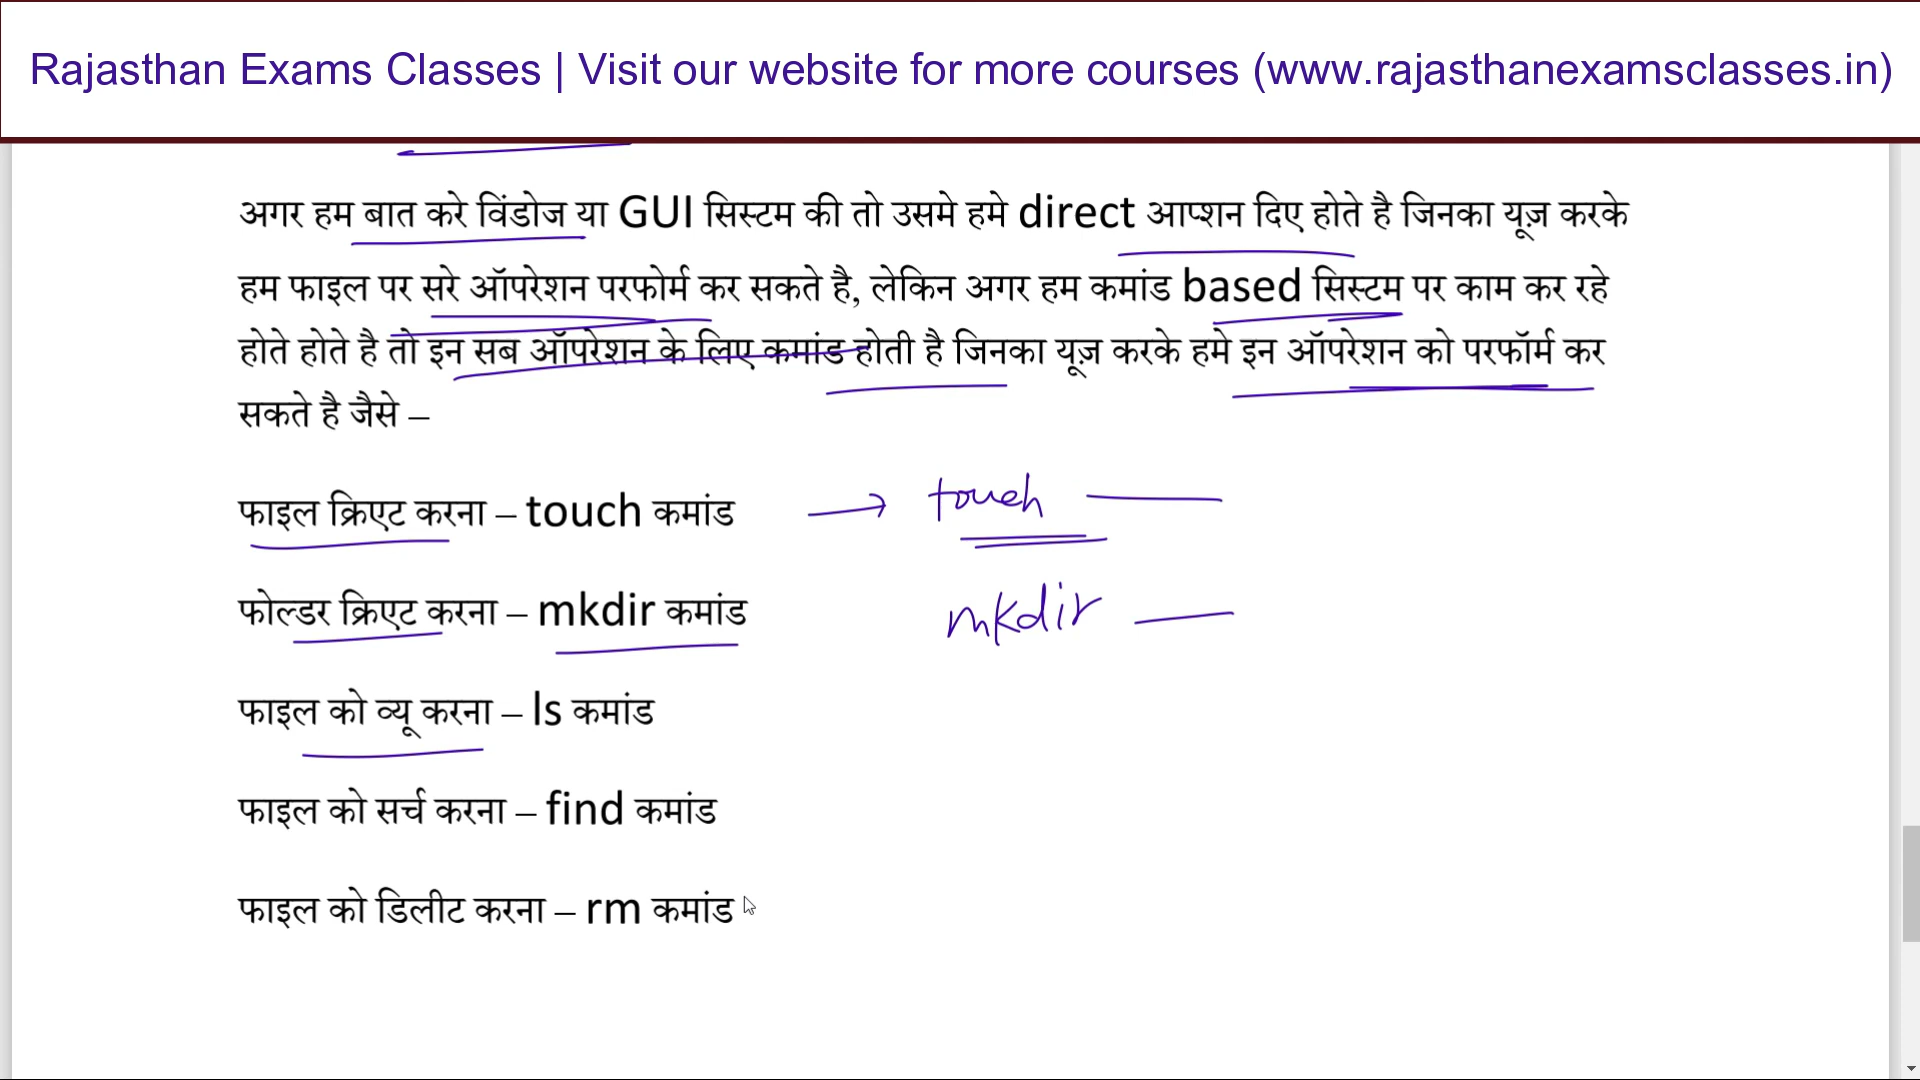 Rajasthan Exams Classes | Visit our website for more courses (www.rajasthanexamsclasses.in)
अगर हम बात करे विंडोज या GUI सिस्टम की तो उसमे हमे direct आप्शन दिए होते है जिनका यूज़ करके
हम फाइल पर सरे ऑपरेशन परफोर्म कर सकते है, लेकिन अगर हम कमांड based सिस्टम पर काम कर रहे
होते होते है तो इन सब ऑपरेशन के लिए कमांड होती है जिनका यूज़ करके हमे इन ऑपरेशन को परफॉर्म कर
सकते है जैसे –
फाइल क्रिएट करना – touch कमांड → touch
फोल्डर क्रिएट करना – mkdir कमांड mkdir
फाइल को व्यू करना – ls कमांड
फाइल को सर्च करना – find कमांड
फाइल को डिलीट करना – rm कमांड